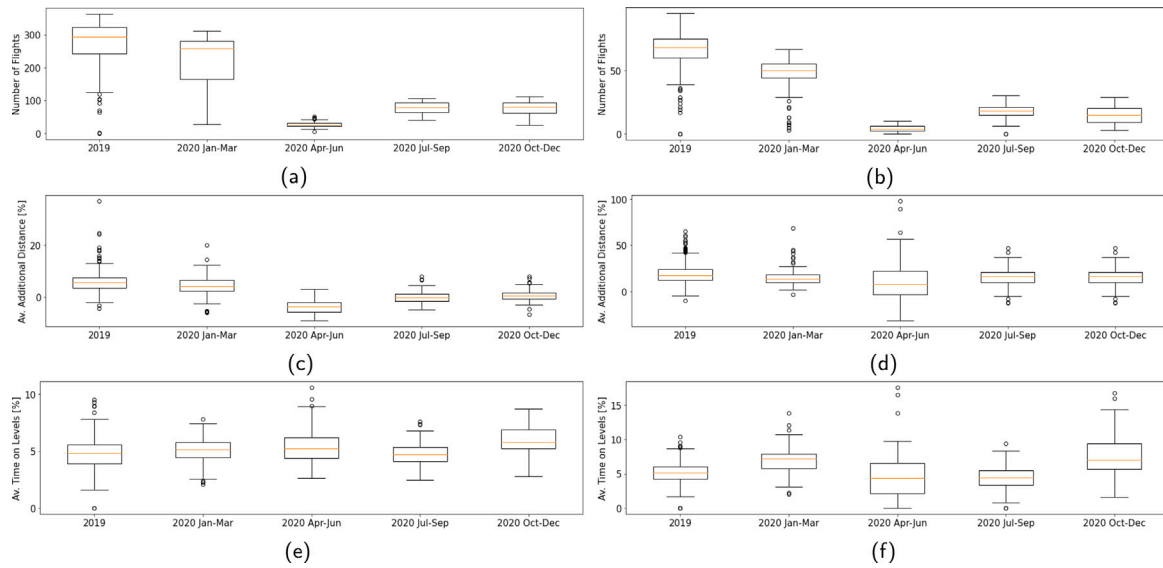 Number of Flights
300
200
100
0
2019
2020 Jan-Mar
2020 Apr-Jun
2020 Jul-Sep
2020 Oct-Dec
(a)
Number of Flights
50
0
2019
2020 Jan-Mar
2020 Apr-Jun
2020 Jul-Sep
2020 Oct-Dec
(b)
Av. Additional Distance [%]
20
0
2019
2020 Jan-Mar
2020 Apr-Jun
2020 Jul-Sep
2020 Oct-Dec
(c)
Av. Additional Distance [%]
100
50
0
2019
2020 Jan-Mar
2020 Apr-Jun
2020 Jul-Sep
2020 Oct-Dec
(d)
Av. Time on Levels [%]
10
5
0
2019
2020 Jan-Mar
2020 Apr-Jun
2020 Jul-Sep
2020 Oct-Dec
(e)
Av. Time on Levels [%]
15
10
5
0
2019
2020 Jan-Mar
2020 Apr-Jun
2020 Jul-Sep
2020 Oct-Dec
(f)